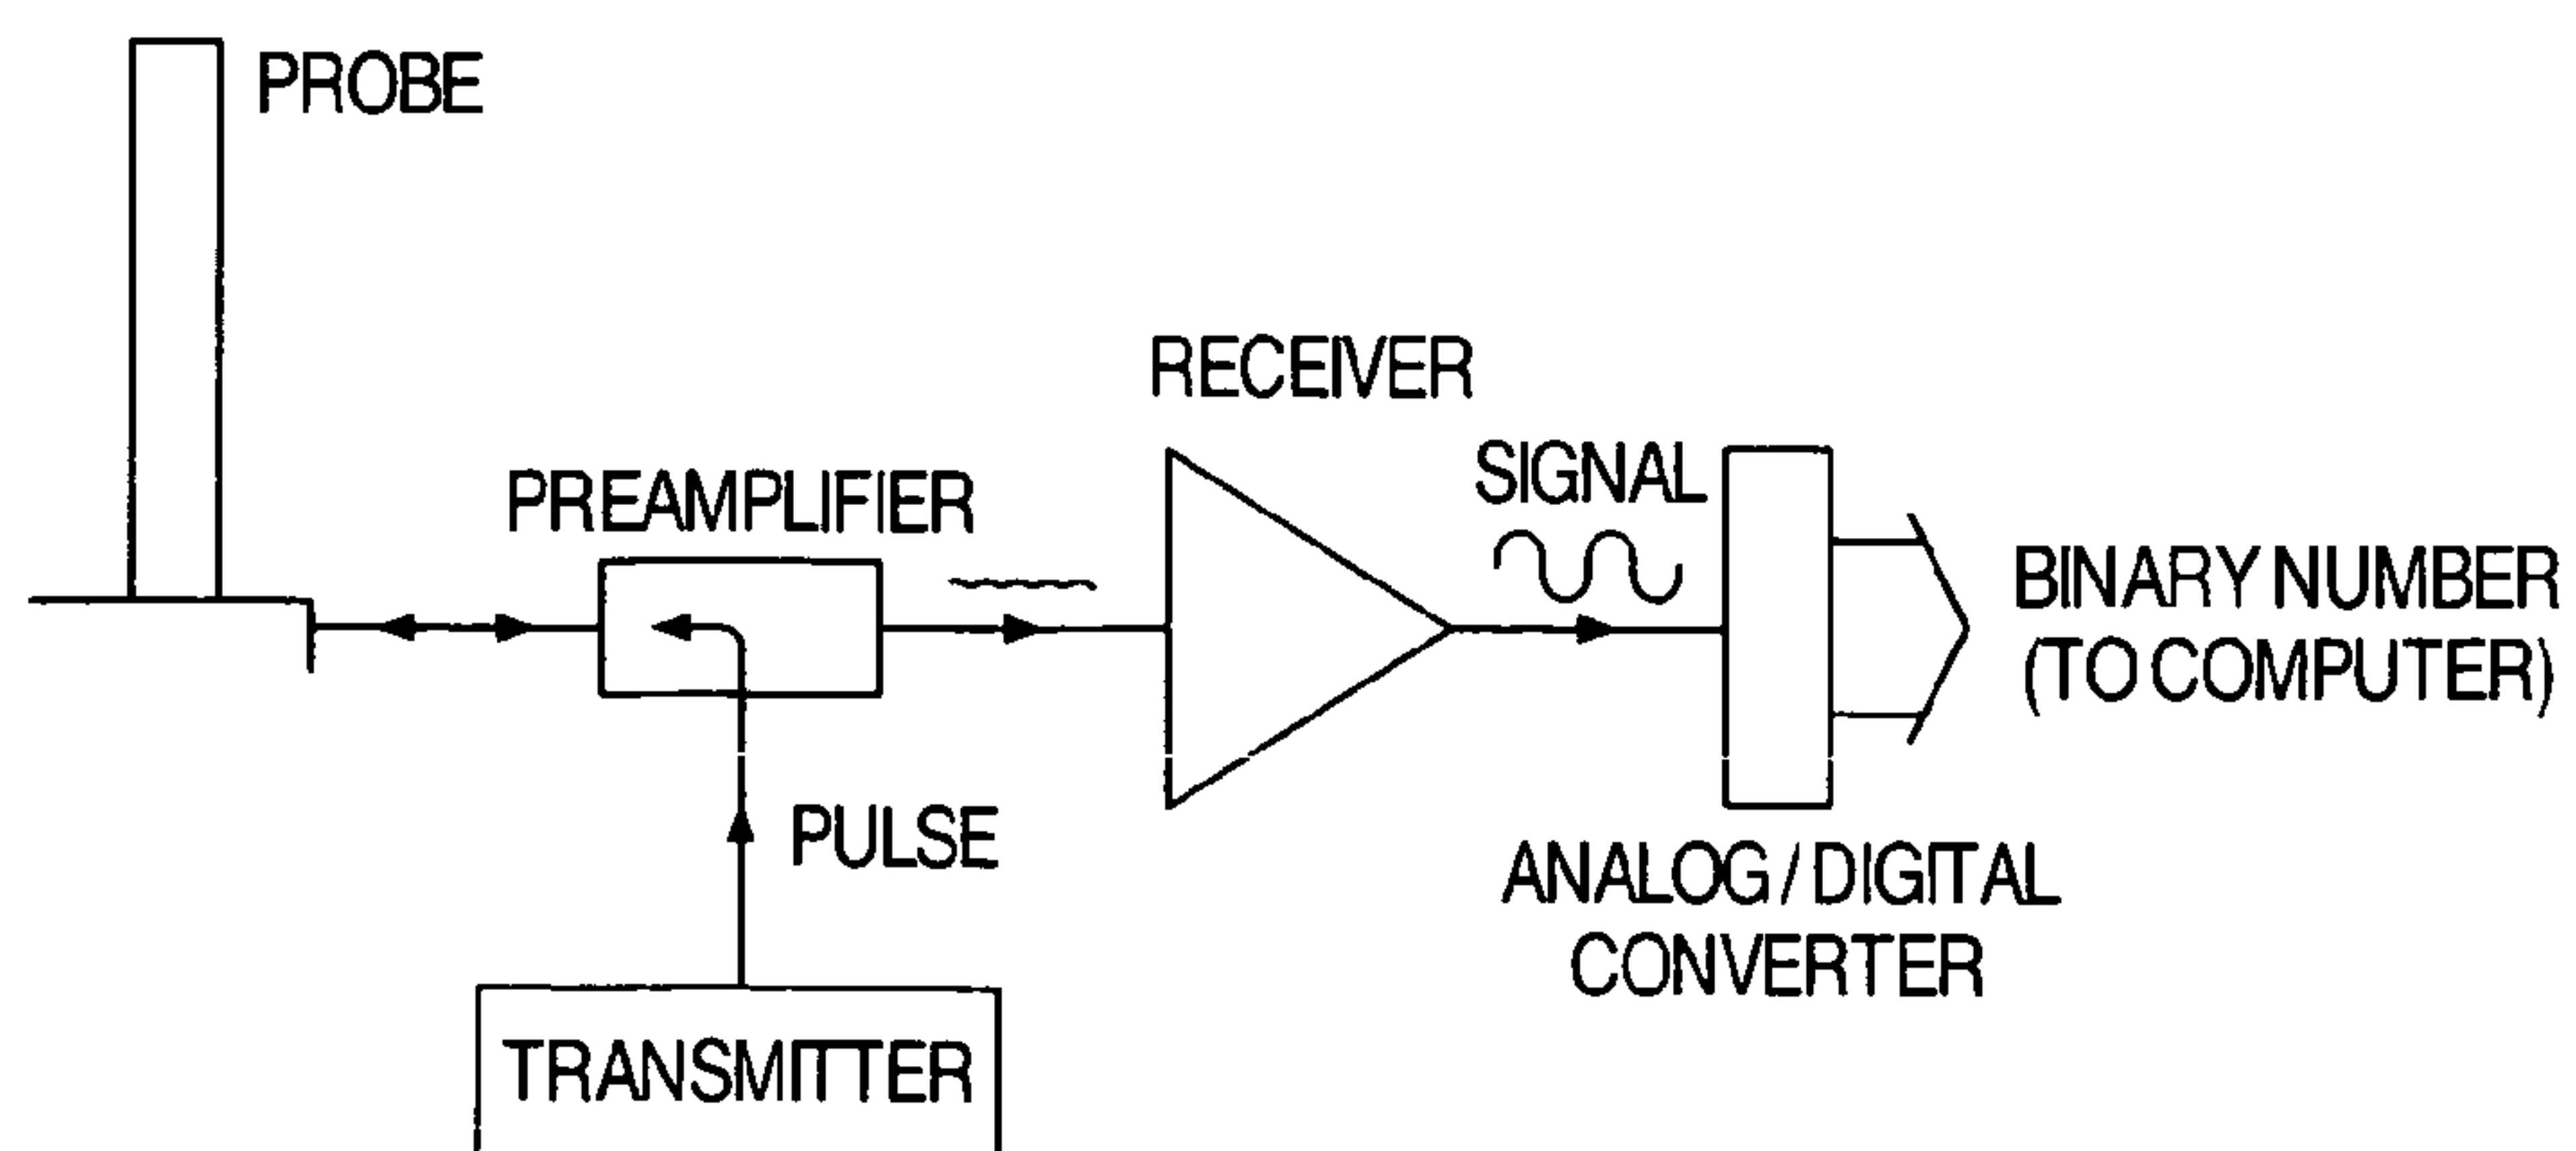 PROBE
RECEIVER
SIGNAL
PREAMPLIFIER
BINARY NUMBER
(TO COMPUTER)
PULSE
ANALOG / DIGITAL
CONVERTER
TRANSMITTER